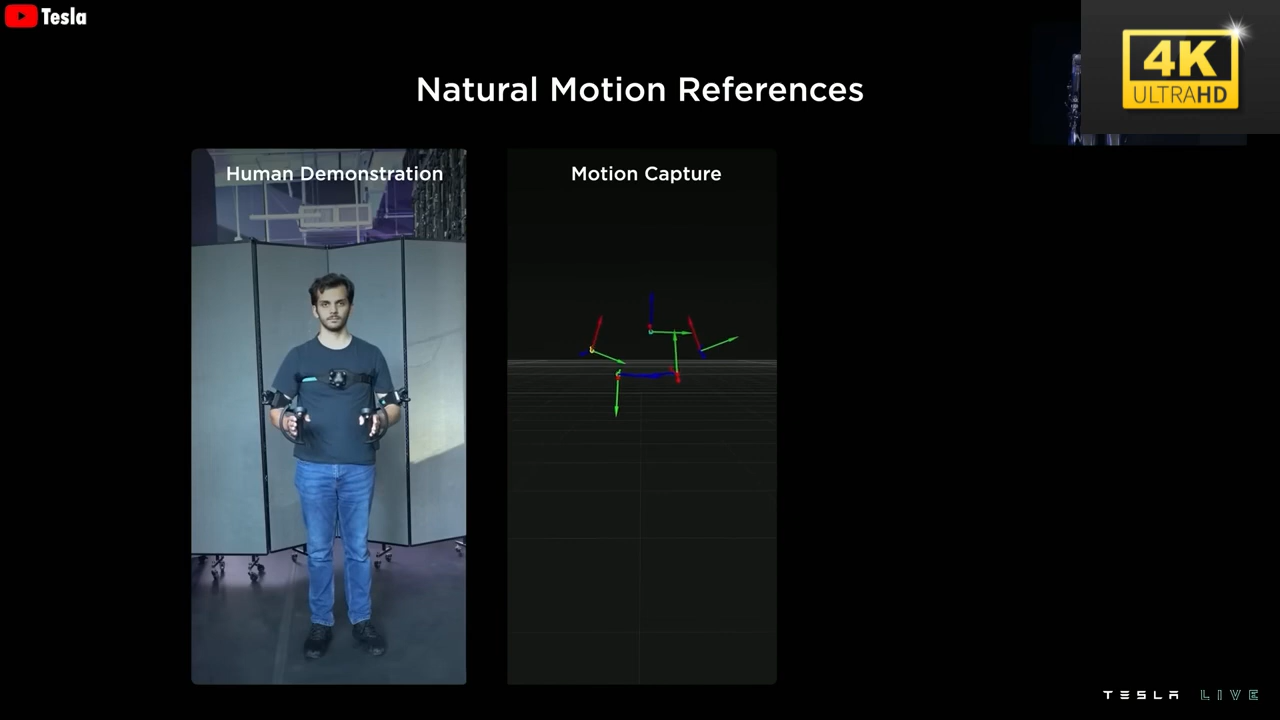 Tesla
4K
ULTRAHD
Natural Motion References
Human Demonstration
Motion Capture
TESLA LIVE